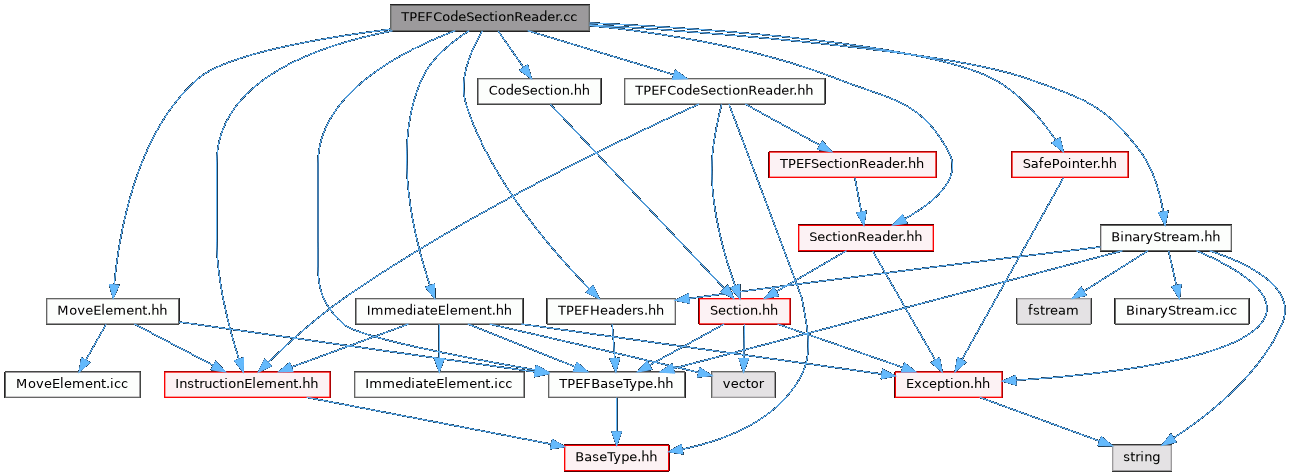 TPEFCodeSectionReader.cc
CodeSection.hh
TPEFCodeSectionReader.hh
TPEFSectionReader.hh
SafePointer.hh
SectionReader.hh
BinaryStream.hh
MoveElement.hh
ImmediateElement.hh
TPEFHeaders.hh
Section.hh
fstream
BinaryStream.icc
MoveElement.icc
InstructionElement.hh
ImmediateElement.icc
TPEFBaseType.hh
vector
Exception.hh
BaseType.hh
string